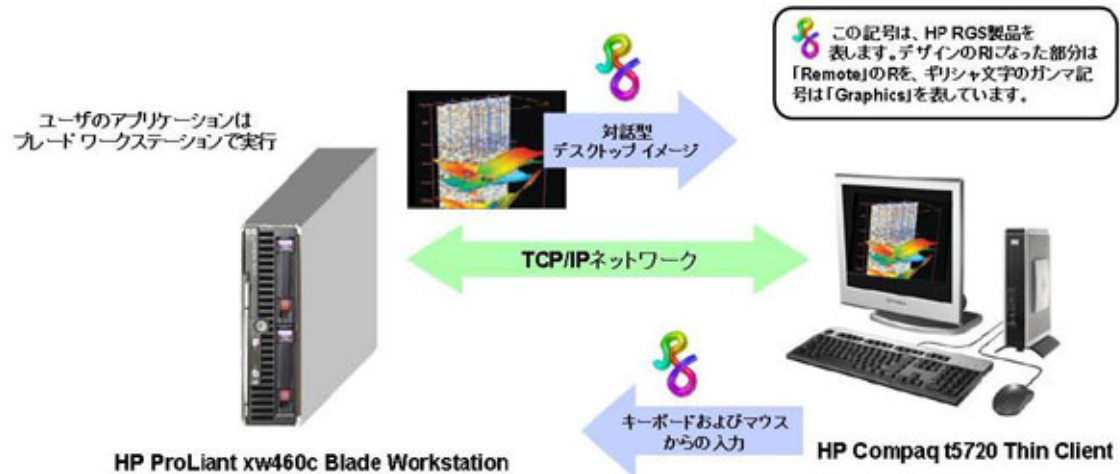 この記号は、HP RGS製品を
表します。デザインのRになった部分は
「Remote」のRを、ギリシャ文字のガンマ記
号は「Graphics」を表しています。
ユーザのアプリケーションは
ブレード ワークステーションで実行
対話型
デスクトップ イメージ
TCP/IPネットワーク
キーボードおよびマウス
からの入力
HP ProLiant xw460c Blade Workstation
HP Compaq t5720 Thin Client